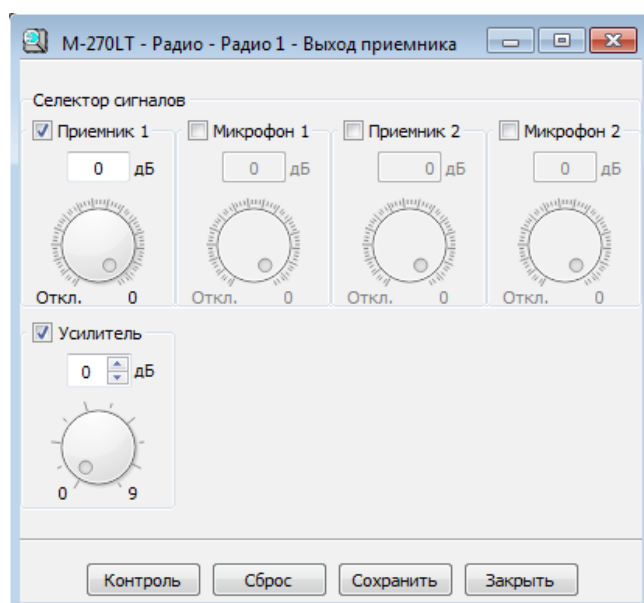 M-270LT - Радио - Радио 1 - Выход приемника
Селектор сигналов
Приемник 1 Микрофон 1 Приемник 2 Микрофон 2
0 дБ 0 дБ 0 дБ 0 дБ
Откл. 0 Откл. 0 Откл. 0 Откл. 0
Усилитель
0 дБ
0 9
Контроль Сброс Сохранить Закрыть